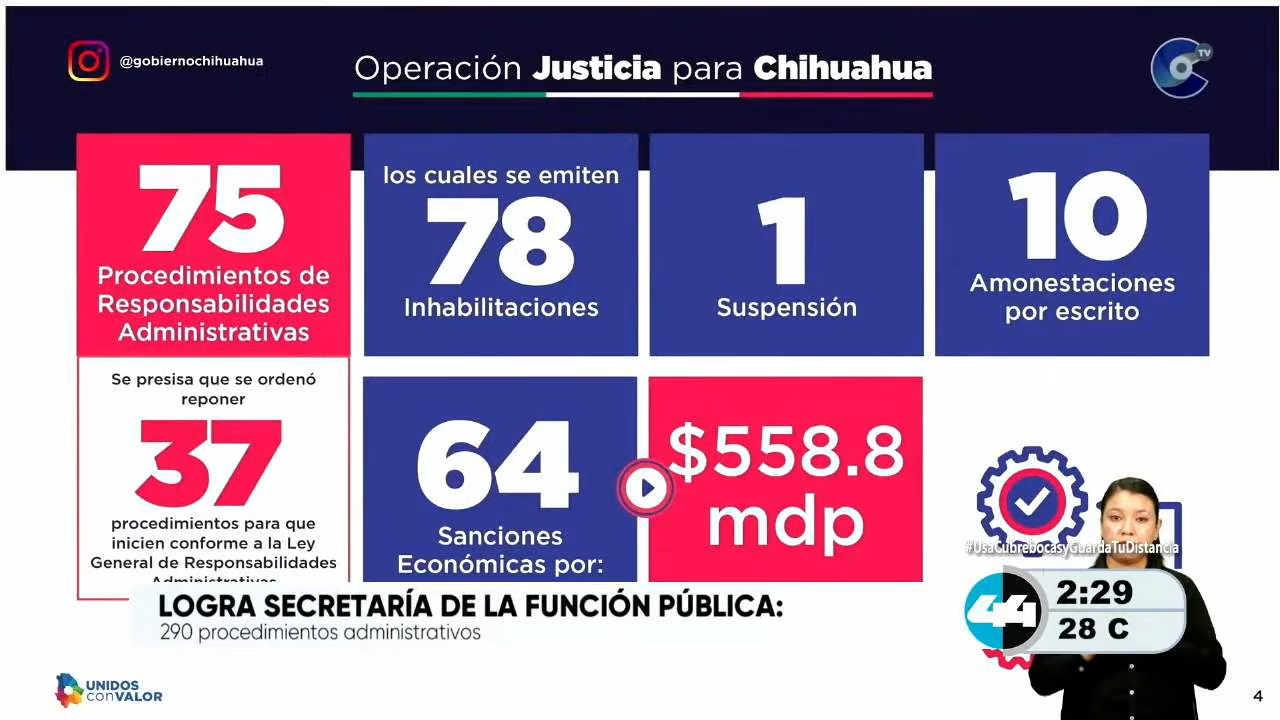 @gobiernochihuahua
Operación Justicia para Chihuahua
TV
75
Procedimientos de
Responsabilidades
Administrativas
los cuales se emiten
78
Inhabilitaciones
1
Suspensión
10
Amonestaciones
por escrito
Se presisa que se ordenó
reponer
37
procedimientos para que
inicien conforme a la Ley
General de Responsabilidades
Administrativas
64
Sanciones
Económicas por:
$558.8
mdp
#UsaCubrebocasyGuardaTuDistancia
LOGRA SECRETARÍA DE LA FUNCIÓN PÚBLICA:
290 procedimientos administrativos
44
2:29
28 C
UNIDOS
conVALOR
4